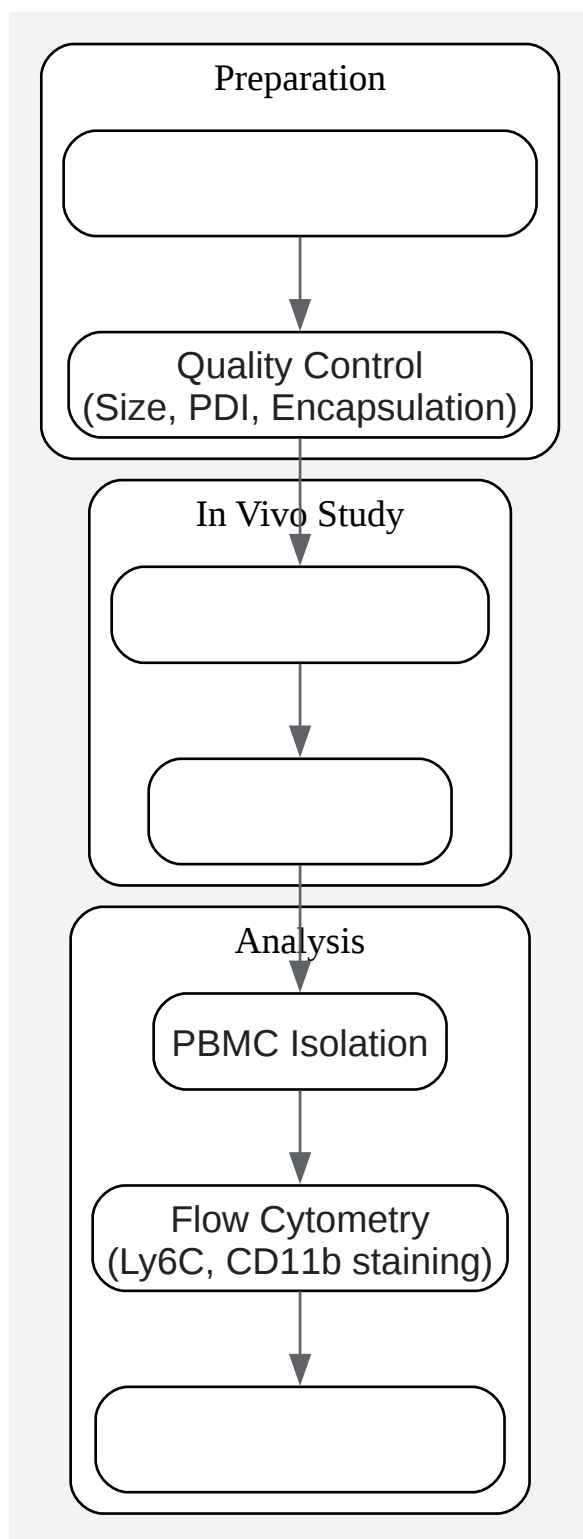 Preparation
Quality Control
(Size, PDI, Encapsulation)
In Vivo Study
Analysis
PBMC Isolation
Flow Cytometry
(Ly6C, CD11b staining)